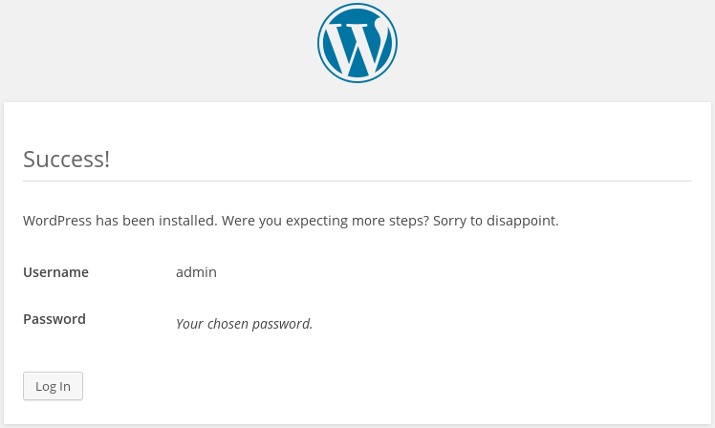 Success!
WordPress has been installed. Were you expecting more steps? Sorry to disappoint.
Username admin
Password Your chosen password.
Log In